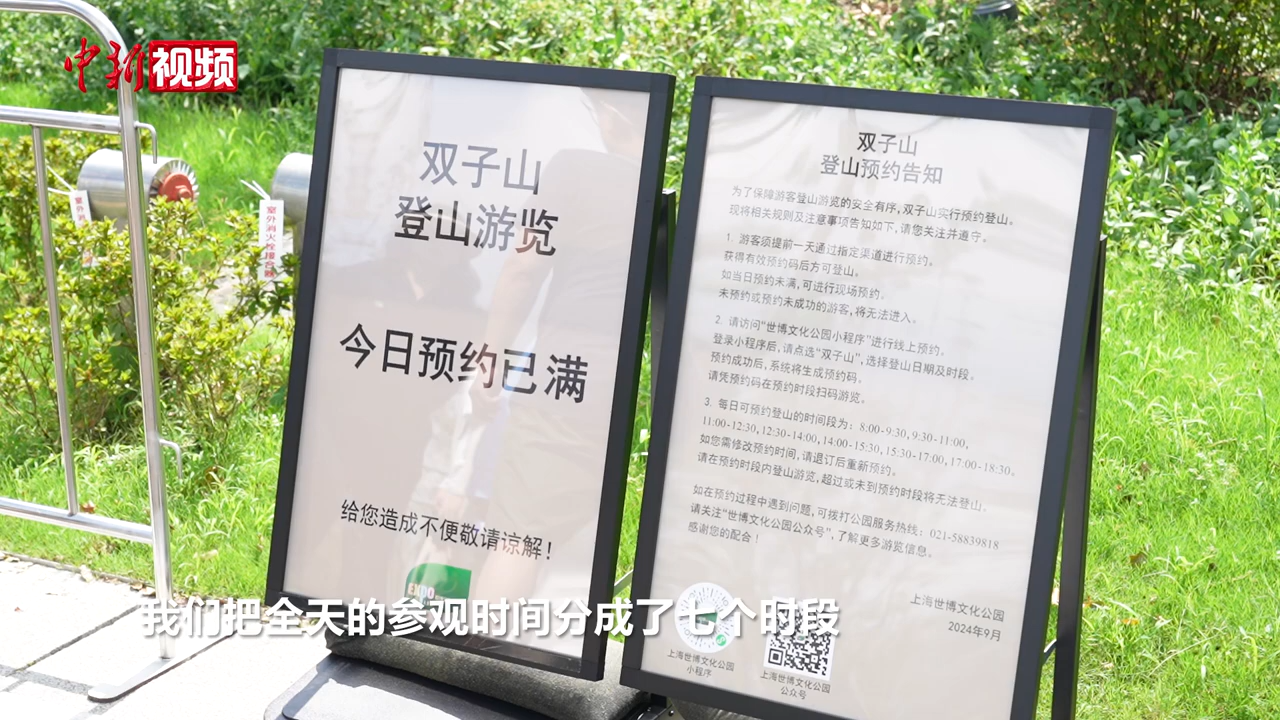 中新视频
室外消火栓接合器
双子山
登山游览
今日预约已满
给您造成不便敬请谅解！
EXPO
双子山
登山预约告知
为了保障游客登山游览的安全有序，双子山实行预约登山。
现将相关规则及注意事项告知如下，请您关注并遵守。
1. 游客须提前一天通过指定渠道进行预约。
获得有效预约码后方可登山。
如当日预约未满，可进行现场预约。
未预约或预约未成功的游客，将无法进入。
2. 请访问“世博文化公园小程序”进行线上预约。
登录小程序后，请点选“双子山”，选择登山日期及时段。
预约成功后，系统将生成预约码。
请凭预约码在预约时段扫码游览。
3. 每日可预约登山的时间段为：8:00-9:30, 9:30-11:00,
11:00-12:30, 12:30-14:00, 14:00-15:30, 15:30-17:00, 17:00-18:30。
如您需修改预约时间，请退订后重新预约。
请在预约时段内登山游览，超过或未到预约时段将无法登山。
如在预约过程中遇到问题，可拨打公园服务热线：021-58839818
请关注“世博文化公园公众号”，了解更多游览信息。
感谢您的配合！
上海世博文化公园
2024年9月
上海世博文化公园
小程序
上海世博文化公园
公众号
我们把全天的参观时间分成了七个时段